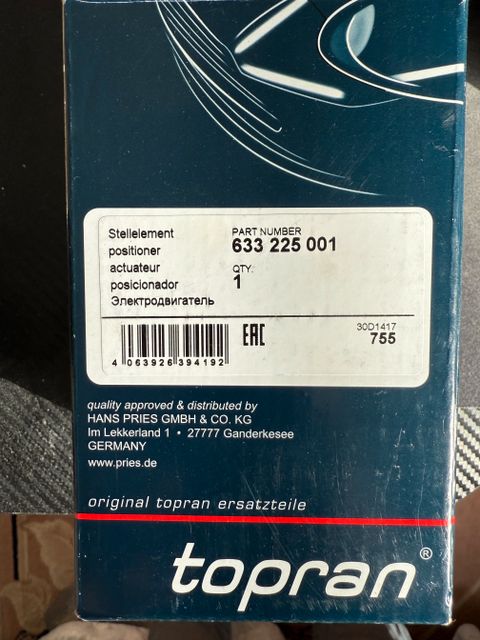 Stellelement
positioner
actuateur
posicionador
Электродвигатель
PART NUMBER
633 225 001
QTY.
1
4 063926 394192
EAC
30D1417
755
quality approved & distributed by
HANS PRIES GMBH & CO. KG
Im Lekkerland 1 • 27777 Ganderkesee
GERMANY
www.pries.de
original topran ersatzteile
topran®